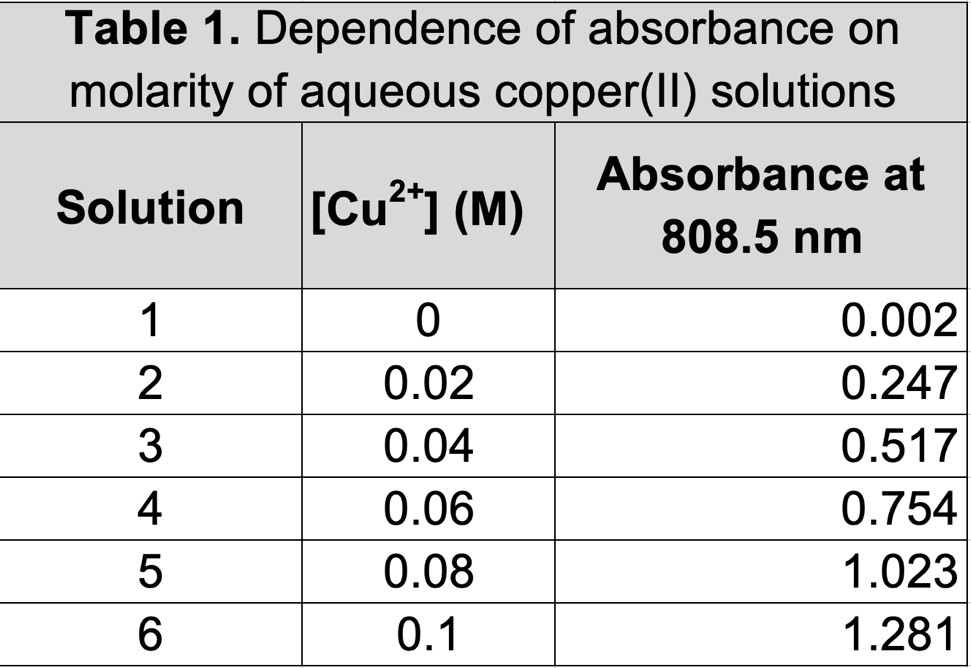 Table 1. Dependence of absorbance on
molarity of aqueous copper(II) solutions
Solution [Cu²⁺] (M) Absorbance at
808.5 nm
1 0 0.002
2 0.02 0.247
3 0.04 0.517
4 0.06 0.754
5 0.08 1.023
6 0.1 1.281